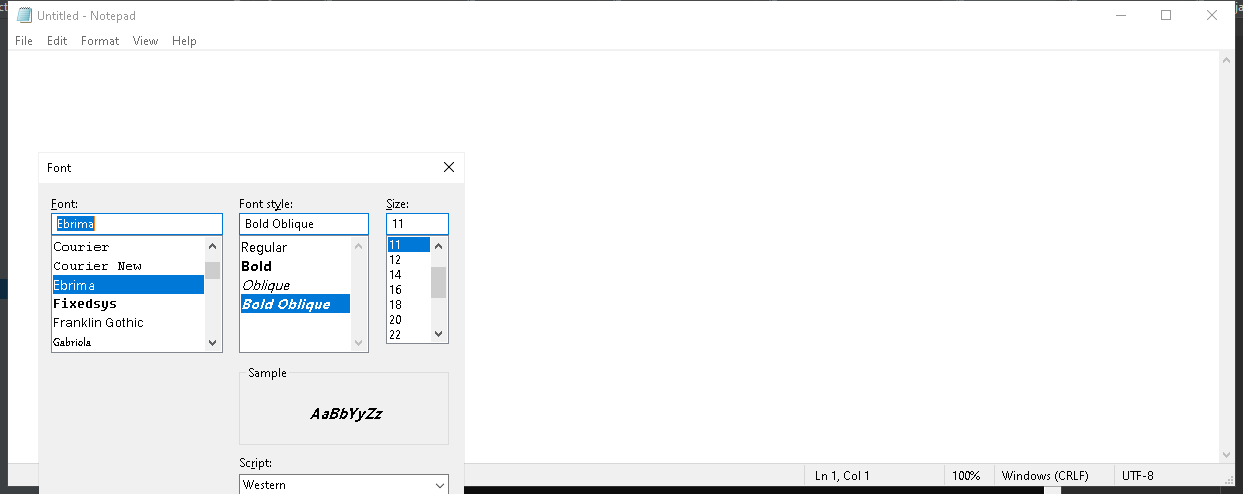 Untitled - Notepad
File Edit Format View Help
Font
Font: Font style: Size:
Ebrima Bold Oblique 11
Courier Regular 11
Courier New Bold 12
Ebrima Oblique 14
Fixedsys Bold Oblique 16
Franklin Gothic 18
Gabriola 20
22
Sample
AaBbYyZz
Script:
Western
Ln 1, Col 1 100% Windows (CRLF) UTF-8